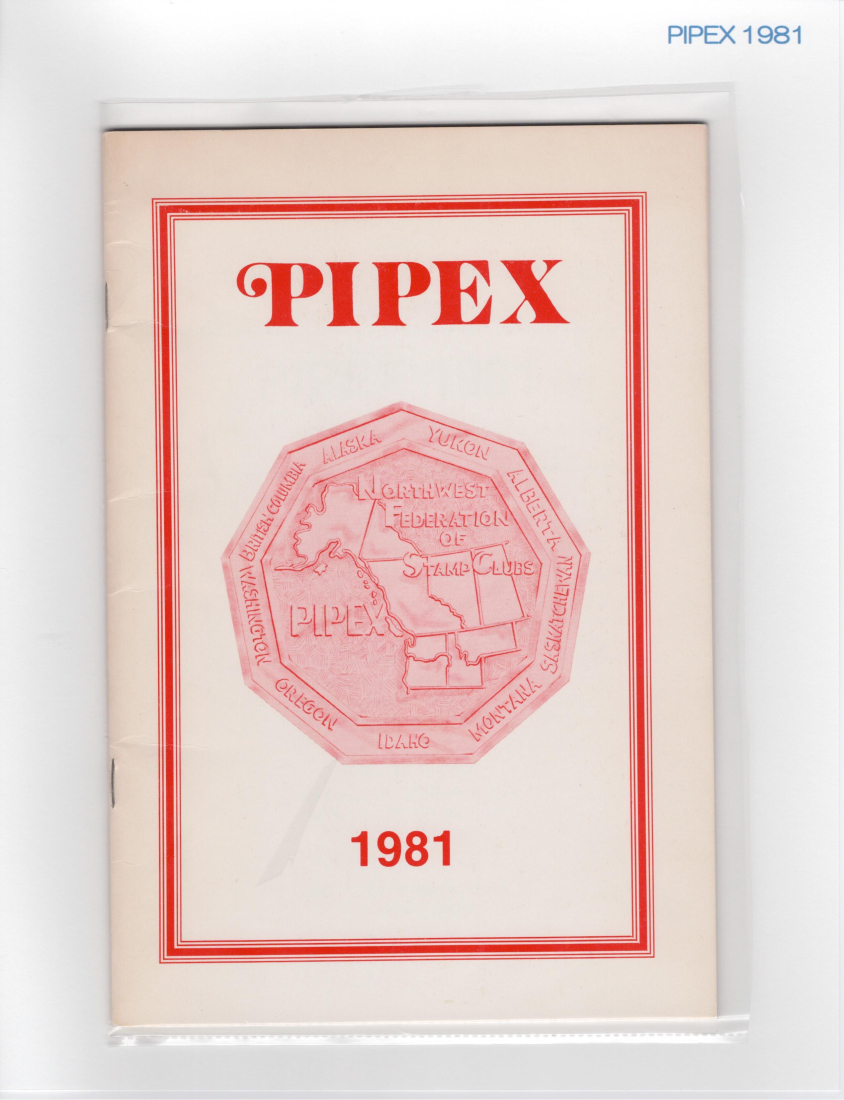 PIPEX 1981
PIPEX
ALASKA
YUKON
ALBERTA
SASKATCHEWAN
MONTANA
IDAHO
OREGON
WASHINGTON
BRITISH COLUMBIA
NORTHWEST
FEDERATION
OF
STAMP CLUBS
PIPEX
1981